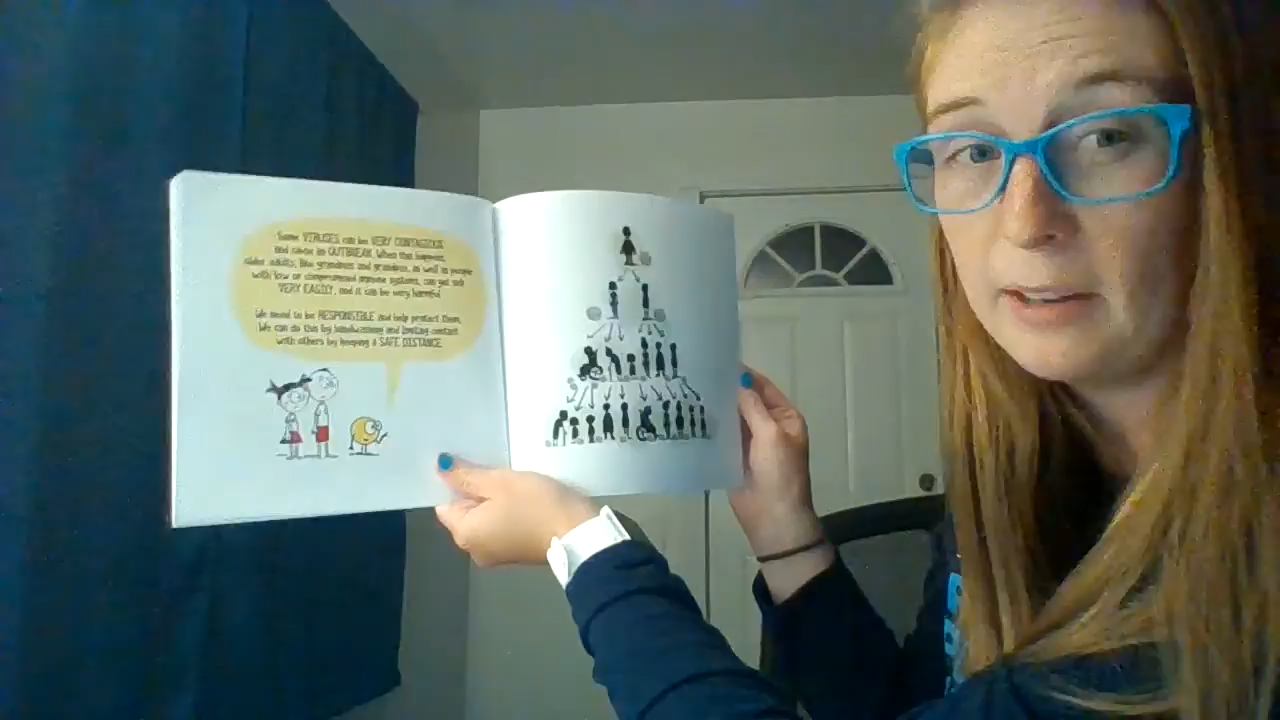 Some VIRUSES can be VERY CONTAGIOUS
and cause an OUTBREAK. When this happens,
older adults, like grandmas and grandpas, as well as people
with low or compromised immune systems, can get sick
VERY EASILY, and it can be very harmful.
We need to be RESPONSIBLE and help protect them.
We can do this by handwashing and limiting contact
with others by keeping a SAFE DISTANCE.